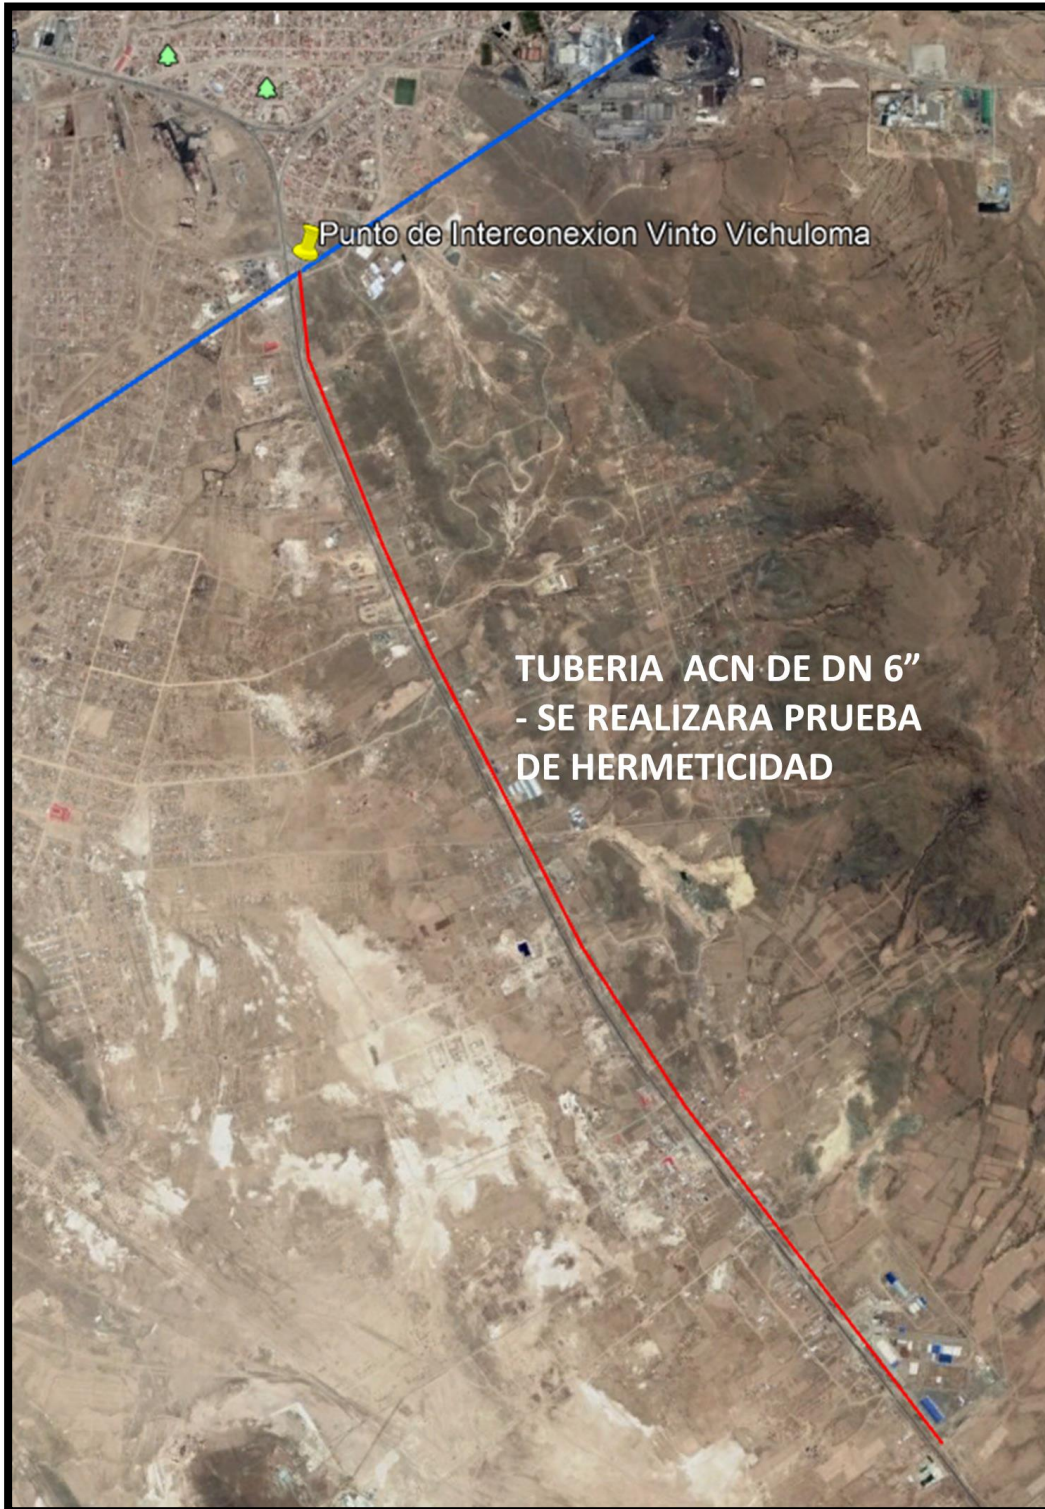 Punto de Interconexion Vinto Vichuloma
TUBERIA ACN DE DN 6”
- SE REALIZARA PRUEBA
DE HERMETICIDAD